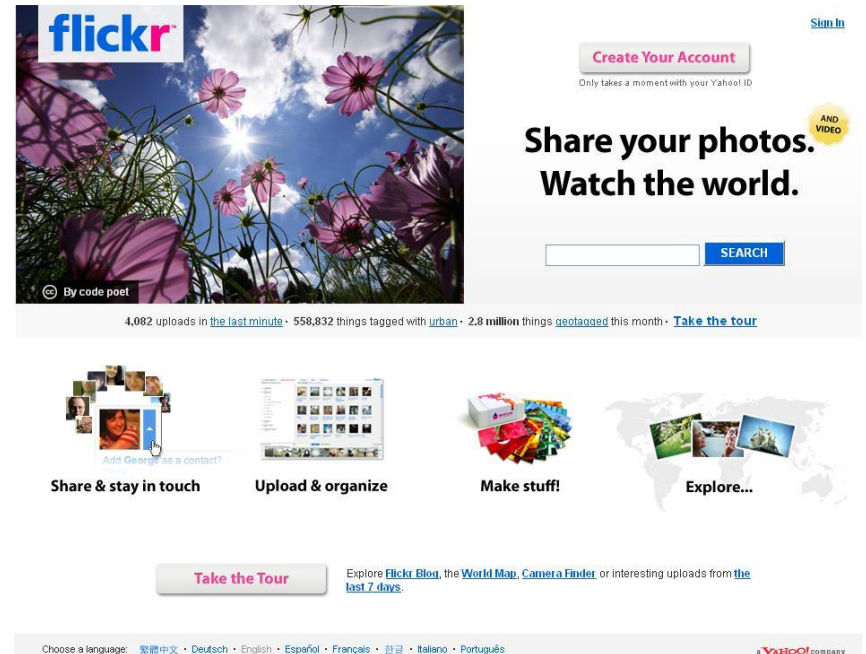 flickr
Sign In
Create Your Account
Only takes a moment with your Yahoo! ID
AND
VIDEO
Share your photos.
Watch the world.
SEARCH
By code poet
4,082 uploads in the last minute · 558,832 things tagged with urban · 2.8 million things geotagged this month · Take the tour
Add George as a contact?
Share & stay in touch
Upload & organize
Make stuff!
Explore...
Take the Tour
Explore Flickr Blog, the World Map, Camera Finder or interesting uploads from the
last 7 days.
Choose a language: 繁體中文 · Deutsch · English · Español · Français · 한글 · Italiano · Português
a YAHOO! company